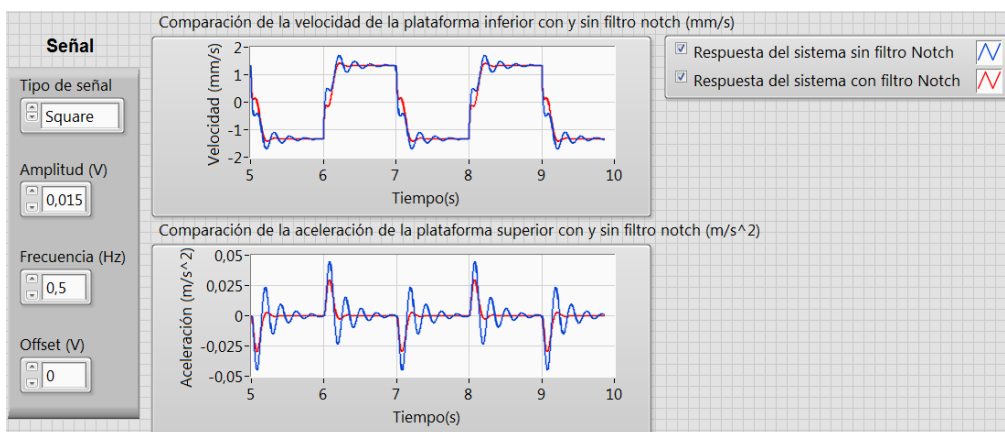 Señal
Tipo de señal
Square
Amplitud (V)
0,015
Frecuencia (Hz)
0,5
Offset (V)
0
Comparación de la velocidad de la plataforma inferior con y sin filtro notch (mm/s)
Velocidad (mm/s)
2
1
0
-1
-2
5 6 7 8 9 10
Tiempo(s)
Respuesta del sistema sin filtro Notch
Respuesta del sistema con filtro Notch
Comparación de la aceleración de la plataforma superior con y sin filtro notch (m/s^2)
Aceleración (m/s^2)
0,05
0,025
0
-0,025
-0,05
5 6 7 8 9 10
Tiempo(s)